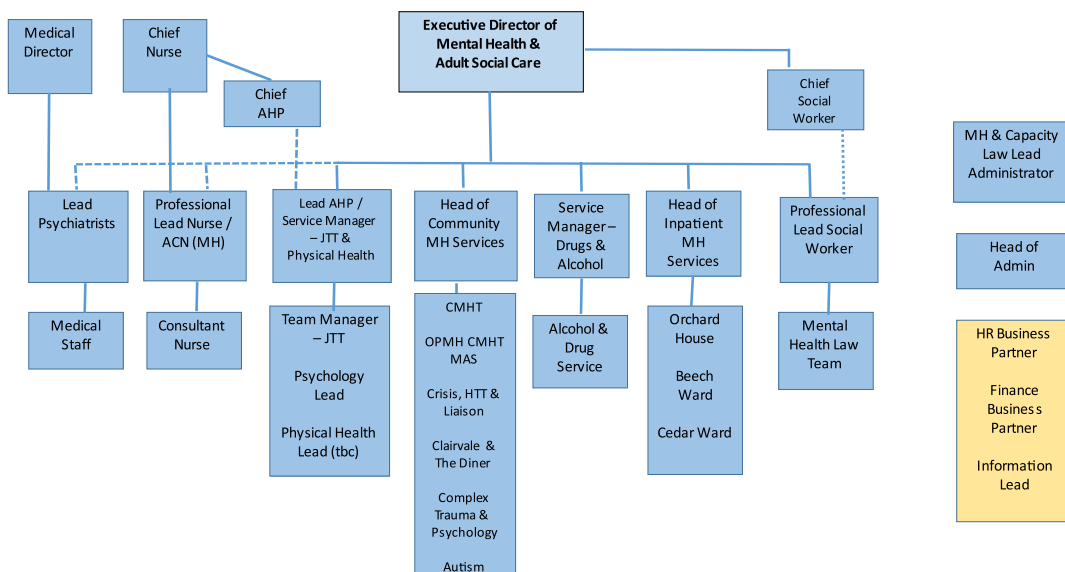 Medical
Director
Chief
Nurse
Executive Director of
Mental Health &
Adult Social Care
Chief
AHP
Chief
Social
Worker
MH & Capacity
Law Lead
Administrator
Lead
Psychiatrists
Professional
Lead Nurse /
ACN (MH)
Lead AHP /
Service Manager
– JTT &
Physical Health
Head of
Community
MH Services
Service
Manager –
Drugs &
Alcohol
Head of
Inpatient
MH
Services
Professional
Lead Social
Worker
Head of
Admin
Medical
Staff
Consultant
Nurse
Team Manager
– JTT
Psychology
Lead
Physical Health
Lead (tbc)
CMHT
OPMH CMHT
MAS
Crisis, HTT &
Liaison
Clairvale &
The Diner
Complex
Trauma &
Psychology
Autism
Alcohol &
Drug
Service
Orchard
House
Beech
Ward
Cedar Ward
Mental
Health Law
Team
HR Business
Partner
Finance
Business
Partner
Information
Lead